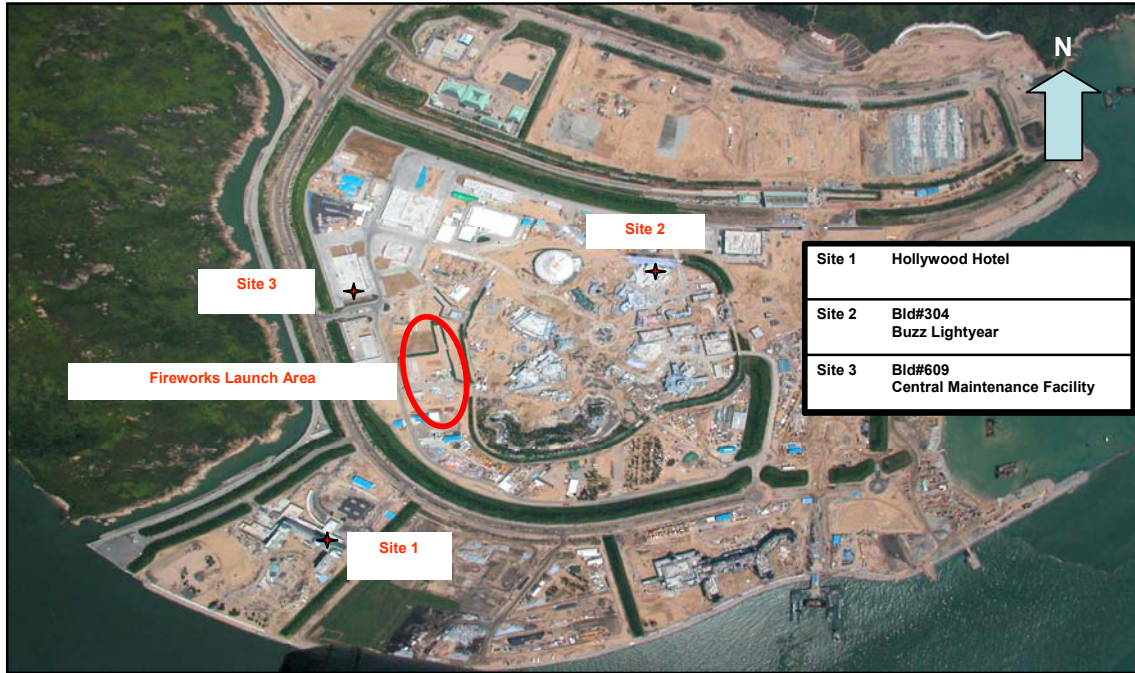 N
Site 2
Site 3
Fireworks Launch Area
Site 1
Site 1 Hollywood Hotel
Site 2 Bld#304
Buzz Lightyear
Site 3 Bld#609
Central Maintenance Facility